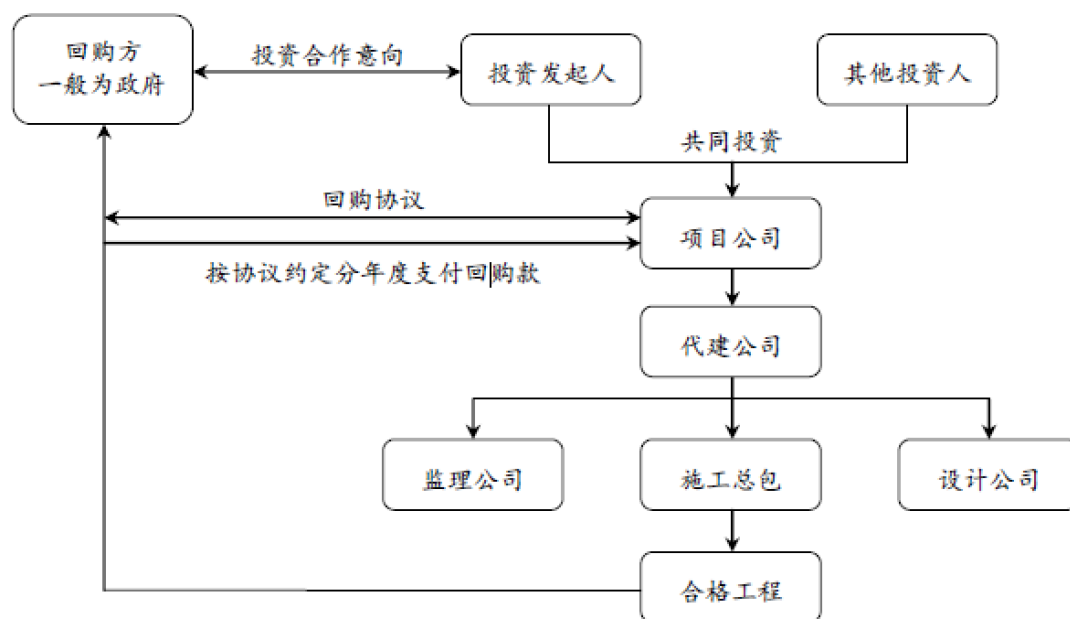 回购方
一般为政府
投资合作意向
投资发起人
其他投资人
共同投资
回购协议
项目公司
按协议约定分年度支付回购款
代建公司
监理公司
施工总包
设计公司
合格工程